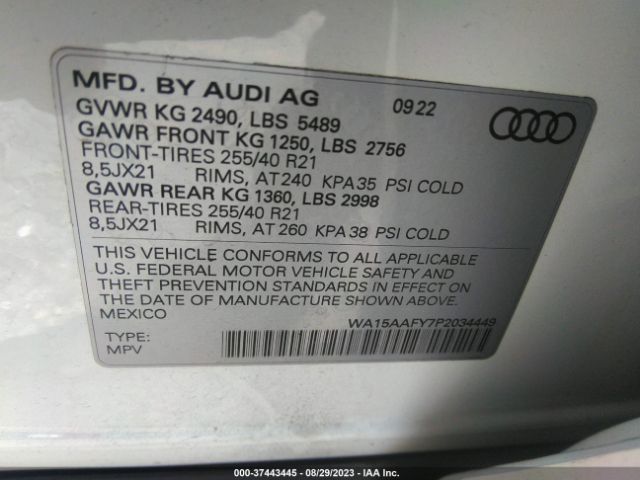 MFD. BY AUDI AG 09 22
GVWR KG 2490, LBS 5489
GAWR FRONT KG 1250, LBS 2756
FRONT-TIRES 255/40 R21
8,5JX21 RIMS, AT 240 KPA 35 PSI COLD
GAWR REAR KG 1360, LBS 2998
REAR-TIRES 255/40 R21
8,5JX21 RIMS, AT 260 KPA 38 PSI COLD
THIS VEHICLE CONFORMS TO ALL APPLICABLE
U.S. FEDERAL MOTOR VEHICLE SAFETY AND
THEFT PREVENTION STANDARDS IN EFFECT ON
THE DATE OF MANUFACTURE SHOWN ABOVE.
MEXICO
WA15AAFY7P2034449
TYPE:
MPV
000-37443445 - 08/29/2023 - IAA Inc.